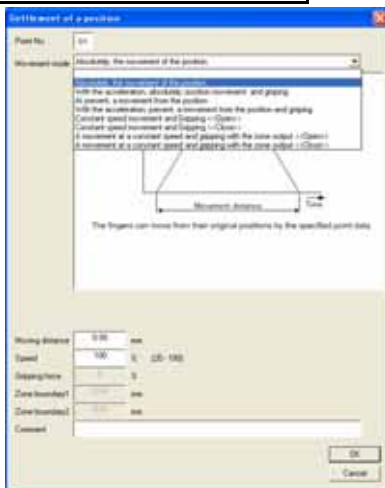 Settlement of a position
Point No. 01
Movement mode Absolutely, the movement of the position.
Absolutely, the movement of the position.
With the acceleration, absolutely, position movement and griping
At present, a movement from the position
With the acceleration, present, a movement from the position and griping
Constant speed movement and Gripping <<Open>>
Constant speed movement and Gripping <<Close>>
A movement at a constant speed and gripping with the zone output <<Open>>
A movement at a constant speed and gripping with the zone output <<Close>>
Movement distance
Time
The fingers can move from their original positions by the specified point data.
Moving distance 0.00 mm
Speed 100 % (20-100)
Gripping force %
Zone boundary1 mm
Zone boundary2 mm
Comment
OK
Cancel